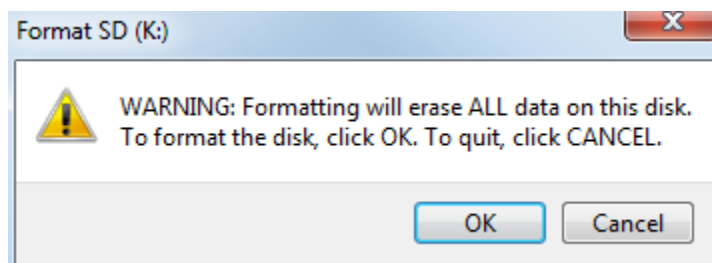 Format SD (K:)
WARNING: Formatting will erase ALL data on this disk.
To format the disk, click OK. To quit, click CANCEL.
OK
Cancel